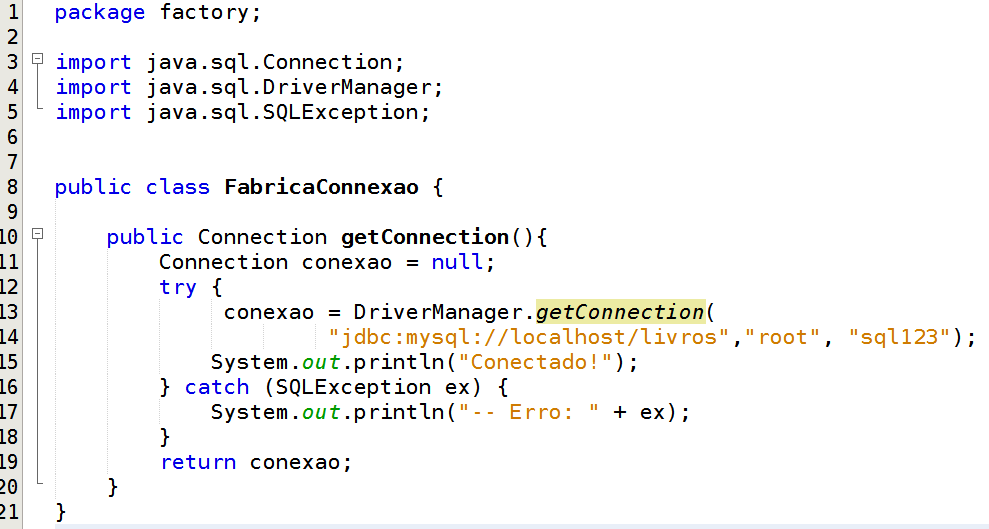 1 package factory;
2
3 import java.sql.Connection;
4 import java.sql.DriverManager;
5 import java.sql.SQLException;
6
7
8 public class FabricaConnexao {
9
10 public Connection getConnection(){
11 Connection conexao = null;
12 try {
13 conexao = DriverManager.getConnection(
14 "jdbc:mysql://localhost/livros","root", "sql123");
15 System.out.println("Conectado!");
16 } catch (SQLException ex) {
17 System.out.println("-- Erro: " + ex);
18 }
19 return conexao;
20 }
21 }